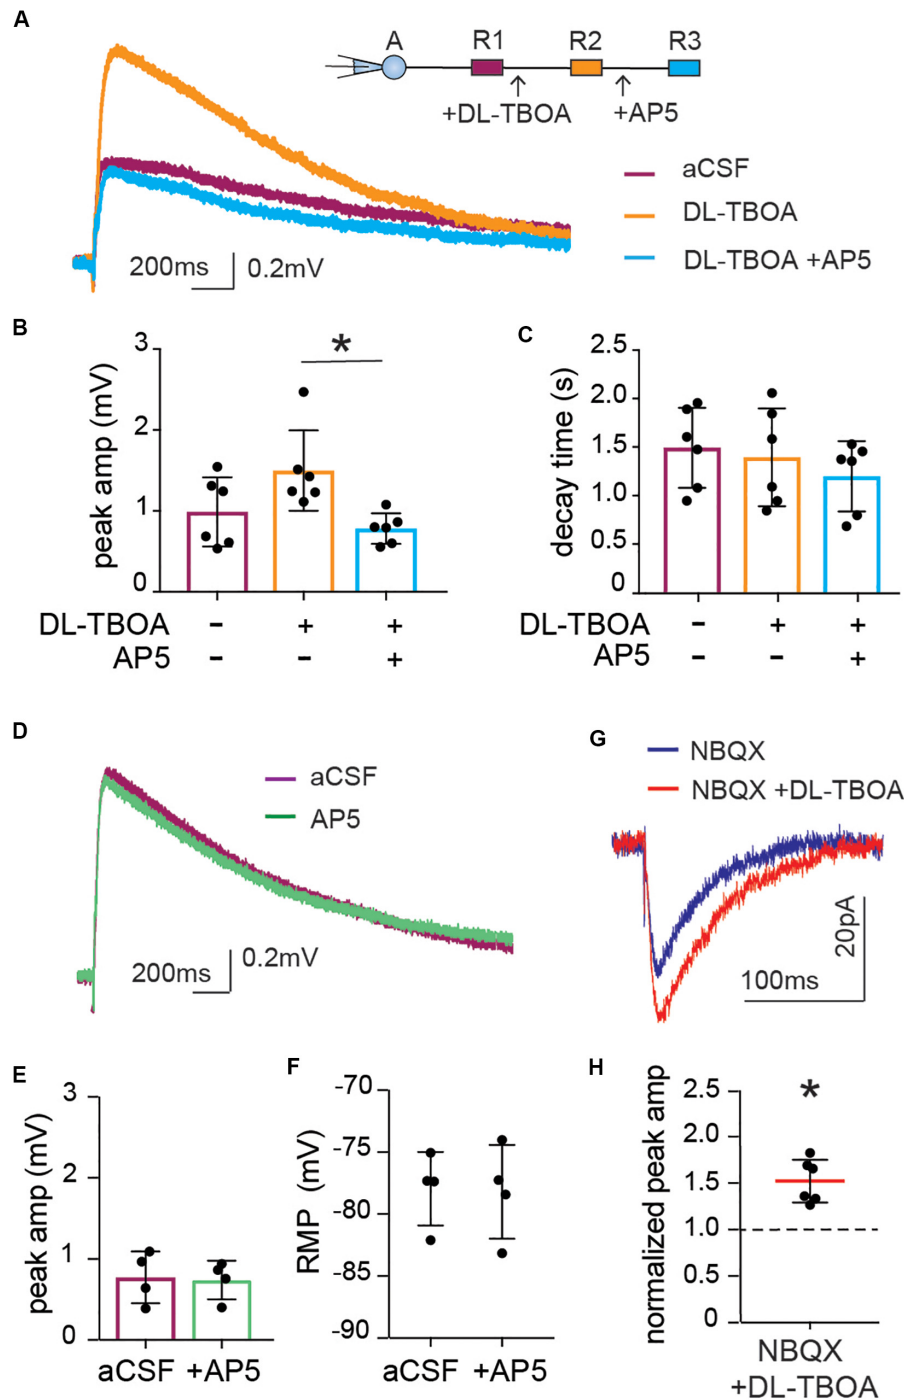 A
A R1 R2 R3
+DL-TBOA +AP5
aCSF
DL-TBOA
DL-TBOA +AP5
200ms 0.2mV
B
peak amp (mV)
3
2
1
0
*
DL-TBOA - + +
AP5 - - +
C
decay time (s)
2.5
2.0
1.5
1.0
0.5
0
DL-TBOA - + +
AP5 - - +
D
aCSF
AP5
200ms 0.2mV
G
NBQX
NBQX +DL-TBOA
20pA
100ms
E
peak amp (mV)
3
2
1
0
aCSF +AP5
F
RMP (mV)
-70
-75
-80
-85
-90
aCSF +AP5
H
normalized peak amp
2.5
2.0
1.5
1.0
0.5
0
*
NBQX
+DL-TBOA